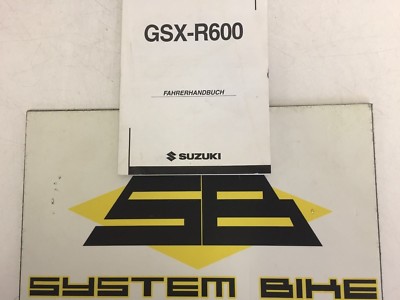 GSX-R600
FAHRERHANDBUCH
SUZUKI
SB
SYSTEM BIKE